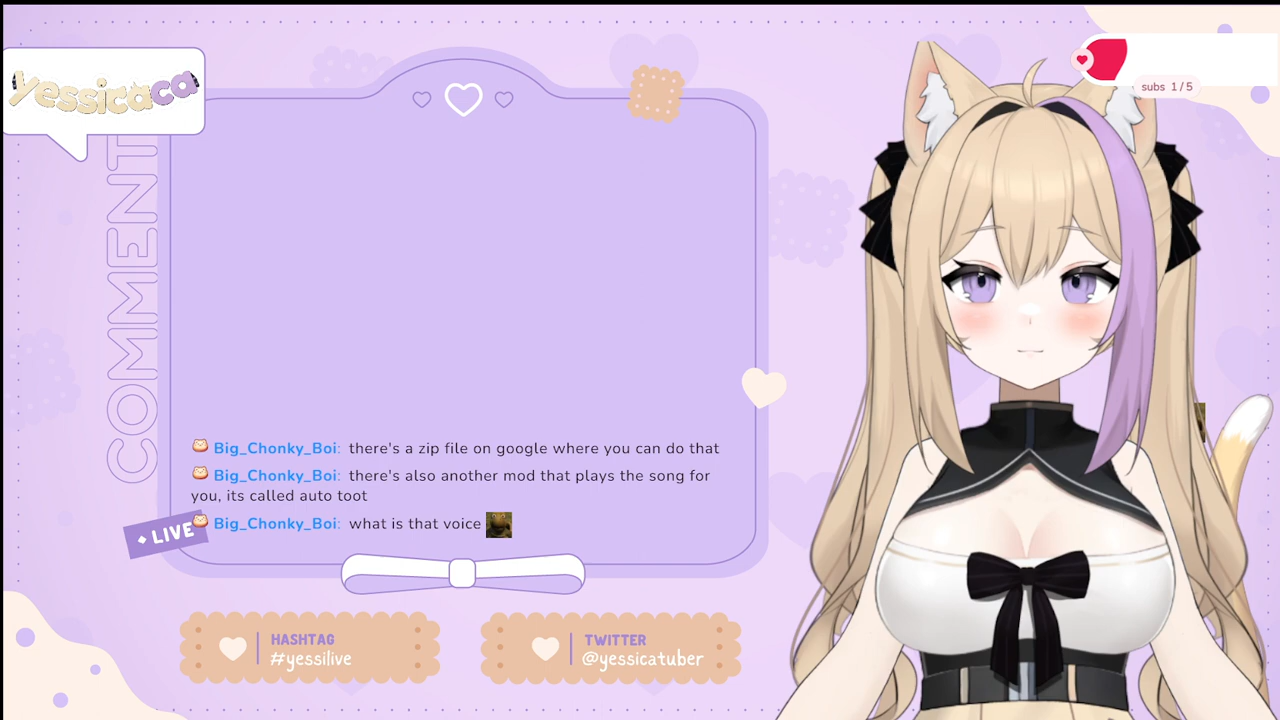 yessicaca
subs 1/5
COMMENT
Big_Chonky_Boi: there's a zip file on google where you can do that
Big_Chonky_Boi: there's also another mod that plays the song for
you, its called auto toot
Big_Chonky_Boi: what is that voice
LIVE
HASHTAG
#yessilive
TWITTER
@yessicatuber